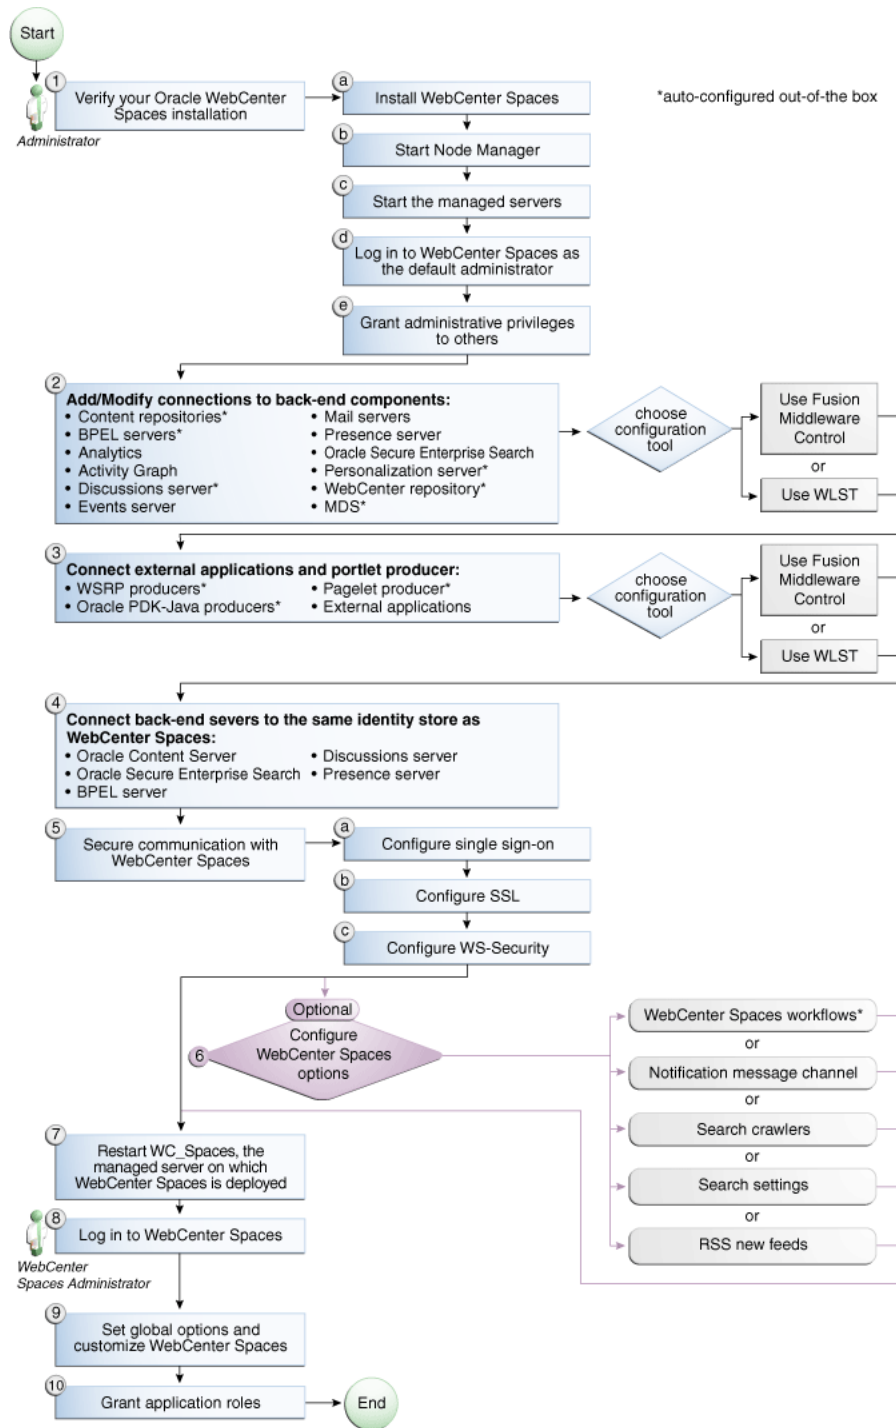 Start
1
Verify your Oracle WebCenter
Spaces installation
Administrator
a
Install WebCenter Spaces
*auto-configured out-of-the box
b
Start Node Manager
c
Start the managed servers
d
Log in to WebCenter Spaces as
the default administrator
e
Grant administrative privileges
to others
2
Add/Modify connections to back-end components:
• Content repositories*
• BPEL servers*
• Analytics
• Activity Graph
• Discussions server*
• Events server
• Mail servers
• Presence server
• Oracle Secure Enterprise Search
• Personalization server*
• WebCenter repository*
• MDS*
choose
configuration
tool
Use Fusion
Middleware
Control
or
Use WLST
3
Connect external applications and portlet producer:
• WSRP producers*
• Oracle PDK-Java producers*
• Pagelet producer*
• External applications
choose
configuration
tool
Use Fusion
Middleware
Control
or
Use WLST
4
Connect back-end severs to the same identity store as
WebCenter Spaces:
• Oracle Content Server
• Oracle Secure Enterprise Search
• BPEL server
• Discussions server
• Presence server
5
Secure communication with
WebCenter Spaces
a
Configure single sign-on
b
Configure SSL
c
Configure WS-Security
Optional
6
Configure
WebCenter Spaces
options
WebCenter Spaces workflows*
or
Notification message channel
or
Search crawlers
or
Search settings
or
RSS new feeds
7
Restart WC_Spaces, the
managed server on which
WebCenter Spaces is deployed
8
Log in to WebCenter Spaces
WebCenter
Spaces Administrator
9
Set global options and
customize WebCenter Spaces
10
Grant application roles
End